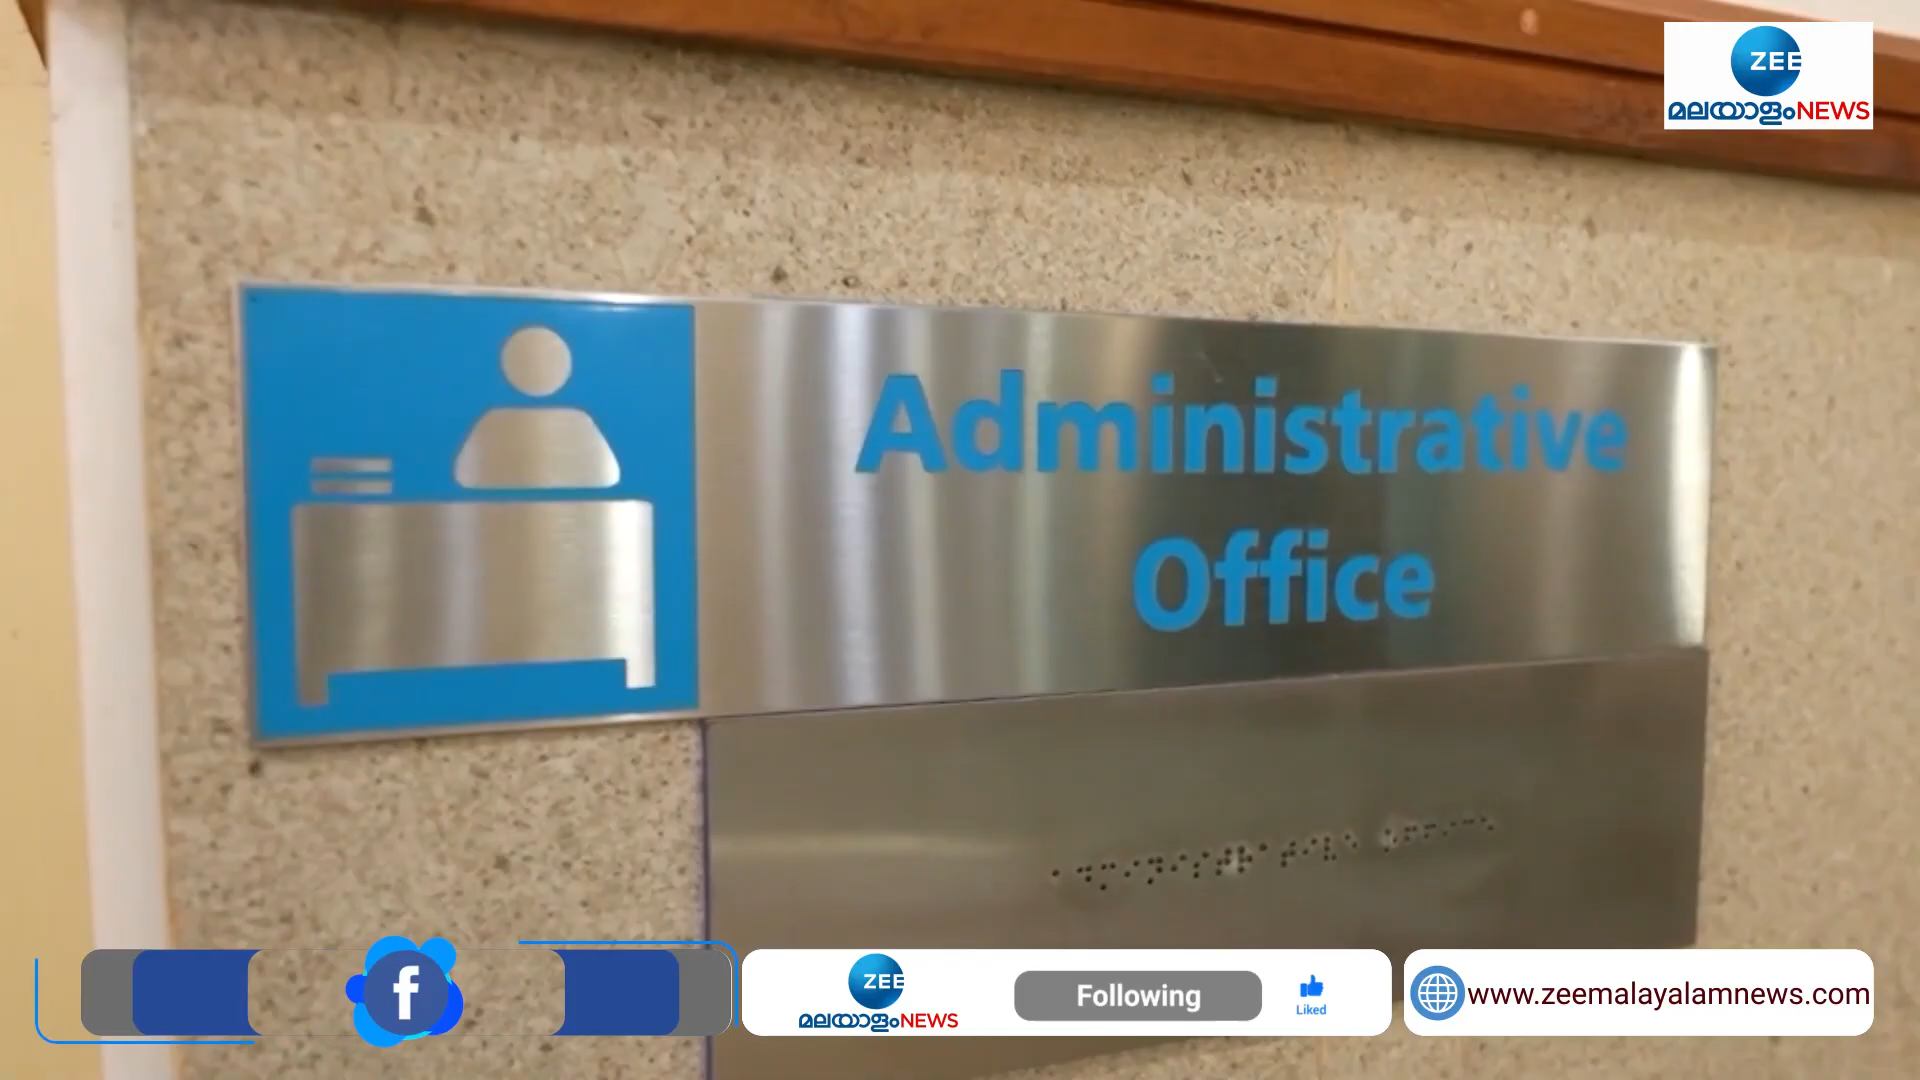 ZEE
മലയാളംNEWS
Administrative
Office
f
ZEE
മലയാളംNEWS
Following
Liked
www.zeemalayalamnews.com